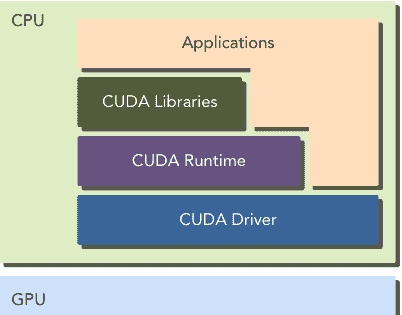 CPU
Applications
CUDA Libraries
CUDA Runtime
CUDA Driver
GPU